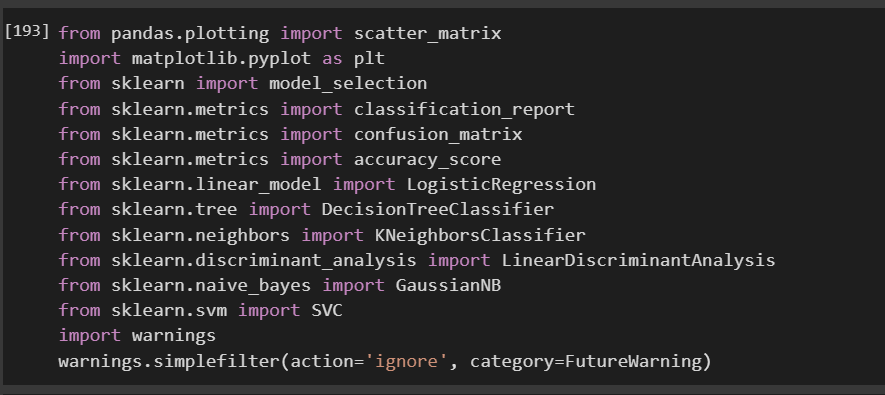 [193] from pandas.plotting import scatter_matrix
import matplotlib.pyplot as plt
from sklearn import model_selection
from sklearn.metrics import classification_report
from sklearn.metrics import confusion_matrix
from sklearn.metrics import accuracy_score
from sklearn.linear_model import LogisticRegression
from sklearn.tree import DecisionTreeClassifier
from sklearn.neighbors import KNeighborsClassifier
from sklearn.discriminant_analysis import LinearDiscriminantAnalysis
from sklearn.naive_bayes import GaussianNB
from sklearn.svm import SVC
import warnings
warnings.simplefilter(action='ignore', category=FutureWarning)